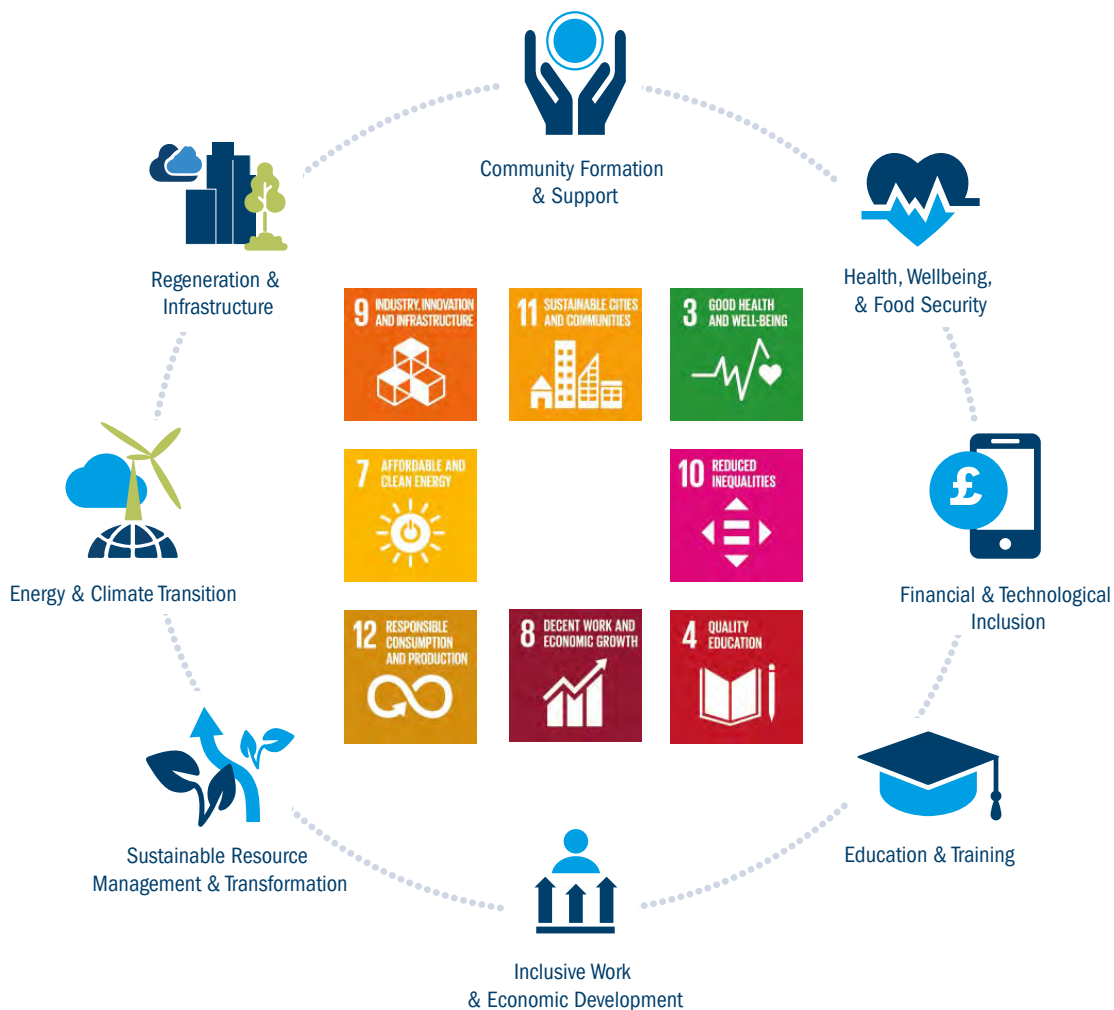 Community Formation
& Support
Regeneration &
Infrastructure
Health, Wellbeing,
& Food Security
9 INDUSTRY, INNOVATION
AND INFRASTRUCTURE
11 SUSTAINABLE CITIES
AND COMMUNITIES
3 GOOD HEALTH
AND WELL-BEING
7 AFFORDABLE AND
CLEAN ENERGY
10 REDUCED
INEQUALITIES
£
Energy & Climate Transition
Financial & Technological
Inclusion
12 RESPONSIBLE
CONSUMPTION
AND PRODUCTION
8 DECENT WORK AND
ECONOMIC GROWTH
4 QUALITY
EDUCATION
Sustainable Resource
Management & Transformation
Education & Training
Inclusive Work
& Economic Development